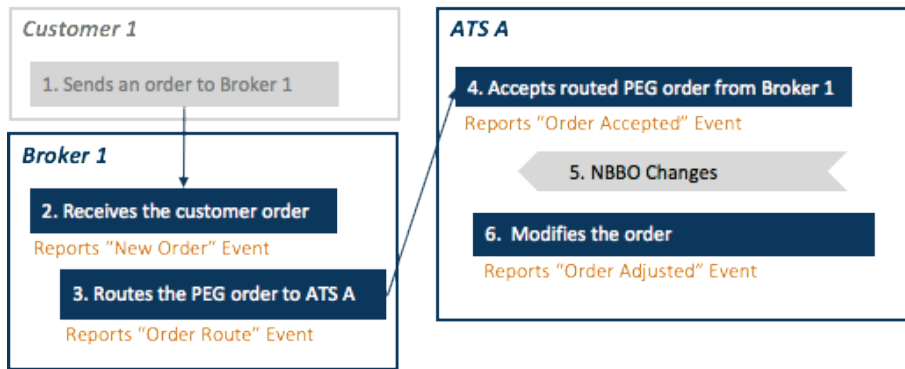 Customer 1
1. Sends an order to Broker 1
Broker 1
2. Receives the customer order
Reports "New Order" Event
3. Routes the PEG order to ATS A
Reports "Order Route" Event
ATS A
4. Accepts routed PEG order from Broker 1
Reports "Order Accepted" Event
5. NBBO Changes
6. Modifies the order
Reports "Order Adjusted" Event